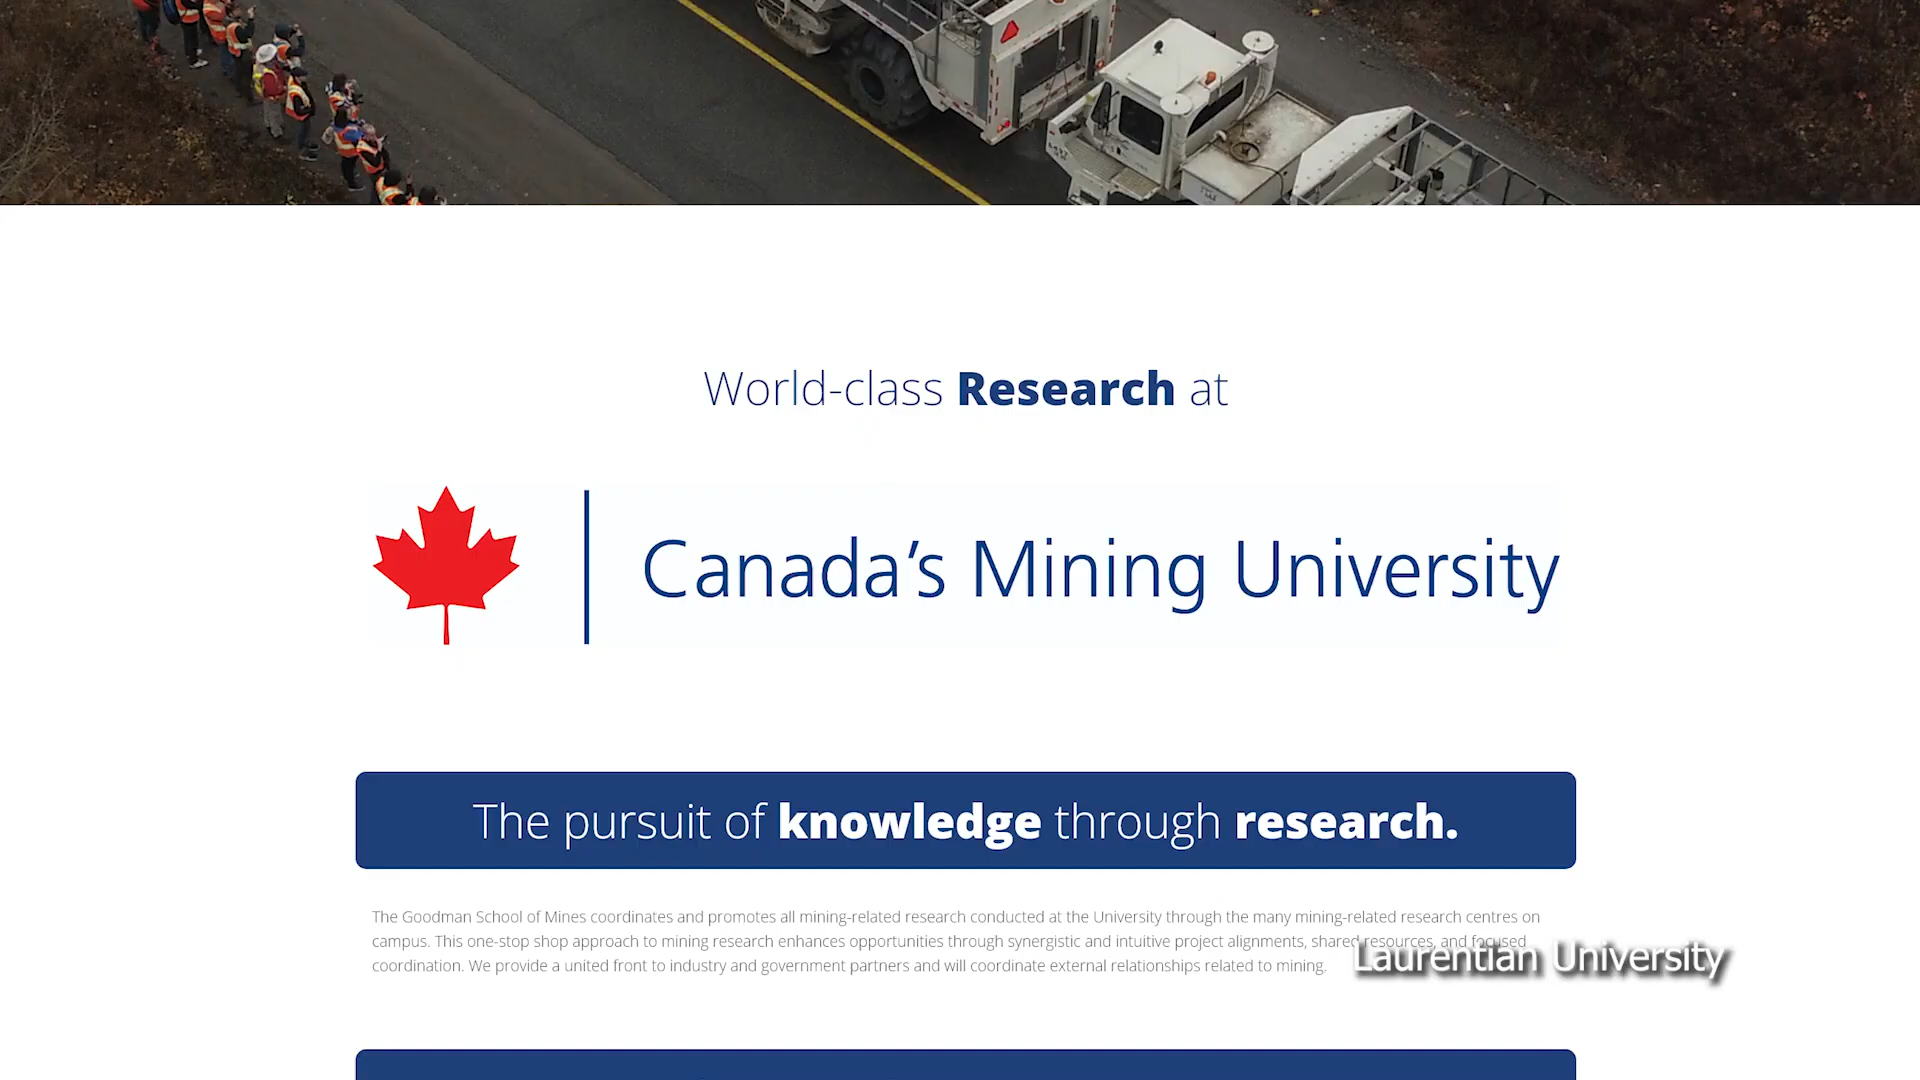 World-class Research at
Canada's Mining University
The pursuit of knowledge through research.
The Goodman School of Mines coordinates and promotes all mining-related research conducted at the University through the many mining-related research centres on
campus. This one-stop shop approach to mining research enhances opportunities through synergistic and intuitive project alignments, shared resources, and focused
coordination. We provide a united front to industry and government partners and will coordinate external relationships related to mining.
Laurentian University